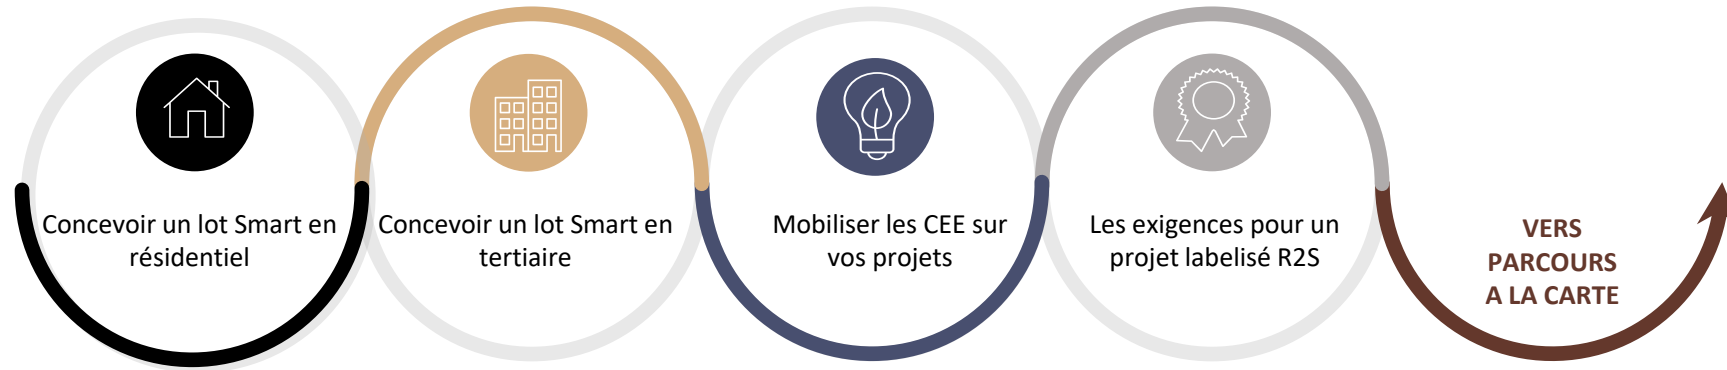 Concevoir un lot Smart en
résidentiel
Concevoir un lot Smart en
tertiaire
Mobiliser les CEE sur
vos projets
Les exigences pour un
projet labelisé R2S
VERS
PARCOURS
A LA CARTE